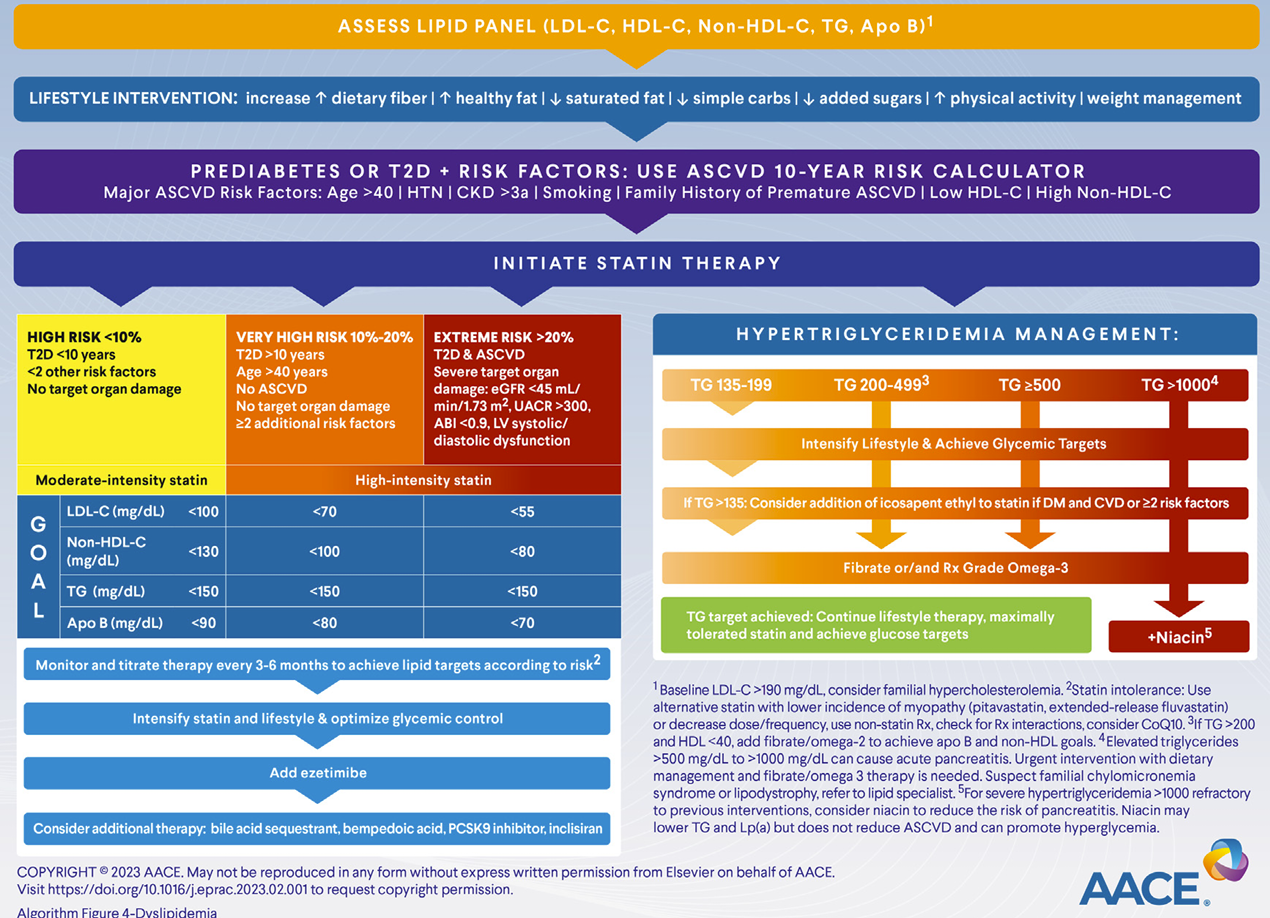 ASSESS LIPID PANEL (LDL-C, HDL-C, Non-HDL-C, TG, Apo B)1
LIFESTYLE INTERVENTION: increase ↑ dietary fiber | ↑ healthy fat | ↓ saturated fat | ↓ simple carbs | ↓ added sugars | ↑ physical activity | weight management
PREDIABETES OR T2D + RISK FACTORS: USE ASCVD 10-YEAR RISK CALCULATOR
Major ASCVD Risk Factors: Age >40 | HTN | CKD >3a | Smoking | Family History of Premature ASCVD | Low HDL-C | High Non-HDL-C
INITIATE STATIN THERAPY
HIGH RISK <10%
T2D <10 years
<2 other risk factors
No target organ damage
VERY HIGH RISK 10%-20%
T2D >10 years
Age >40 years
No ASCVD
No target organ damage
≥2 additional risk factors
EXTREME RISK >20%
T2D & ASCVD
Severe target organ
damage: eGFR <45 mL/
min/1.73 m2, UACR >300,
ABI <0.9, LV systolic/
diastolic dysfunction
Moderate-intensity statin
High-intensity statin
GOAL
LDL-C (mg/dL) <100 <70 <55
Non-HDL-C
(mg/dL) <130 <100 <80
TG (mg/dL) <150 <150 <150
Apo B (mg/dL) <90 <80 <70
Monitor and titrate therapy every 3-6 months to achieve lipid targets according to risk2
Intensify statin and lifestyle & optimize glycemic control
Add ezetimibe
Consider additional therapy: bile acid sequestrant, bempedoic acid, PCSK9 inhibitor, inclisiran
HYPERTRIGLYCERIDEMIA MANAGEMENT:
TG 135-199 TG 200-4993 TG ≥500 TG >10004
Intensify Lifestyle & Achieve Glycemic Targets
If TG >135: Consider addition of icosapent ethyl to statin if DM and CVD or ≥2 risk factors
Fibrate or/and Rx Grade Omega-3
TG target achieved: Continue lifestyle therapy, maximally
tolerated statin and achieve glucose targets
+Niacin5
1Baseline LDL-C >190 mg/dL, consider familial hypercholesterolemia. 2Statin intolerance: Use
alternative statin with lower incidence of myopathy (pitavastatin, extended-release fluvastatin)
or decrease dose/frequency, use non-statin Rx, check for Rx interactions, consider CoQ10. 3If TG >200
and HDL <40, add fibrate/omega-2 to achieve apo B and non-HDL goals. 4Elevated triglycerides
>500 mg/dL to >1000 mg/dL can cause acute pancreatitis. Urgent intervention with dietary
management and fibrate/omega 3 therapy is needed. Suspect familial chylomicronemia
syndrome or lipodystrophy, refer to lipid specialist. 5For severe hypertriglyceridemia >1000 refractory
to previous interventions, consider niacin to reduce the risk of pancreatitis. Niacin may
lower TG and Lp(a) but does not reduce ASCVD and can promote hyperglycemia.
COPYRIGHT © 2023 AACE. May not be reproduced in any form without express written permission from Elsevier on behalf of AACE.
Visit https://doi.org/10.1016/j.eprac.2023.02.001 to request copyright permission.
Algorithm Figure 4-Dyslipidemia
AACE®